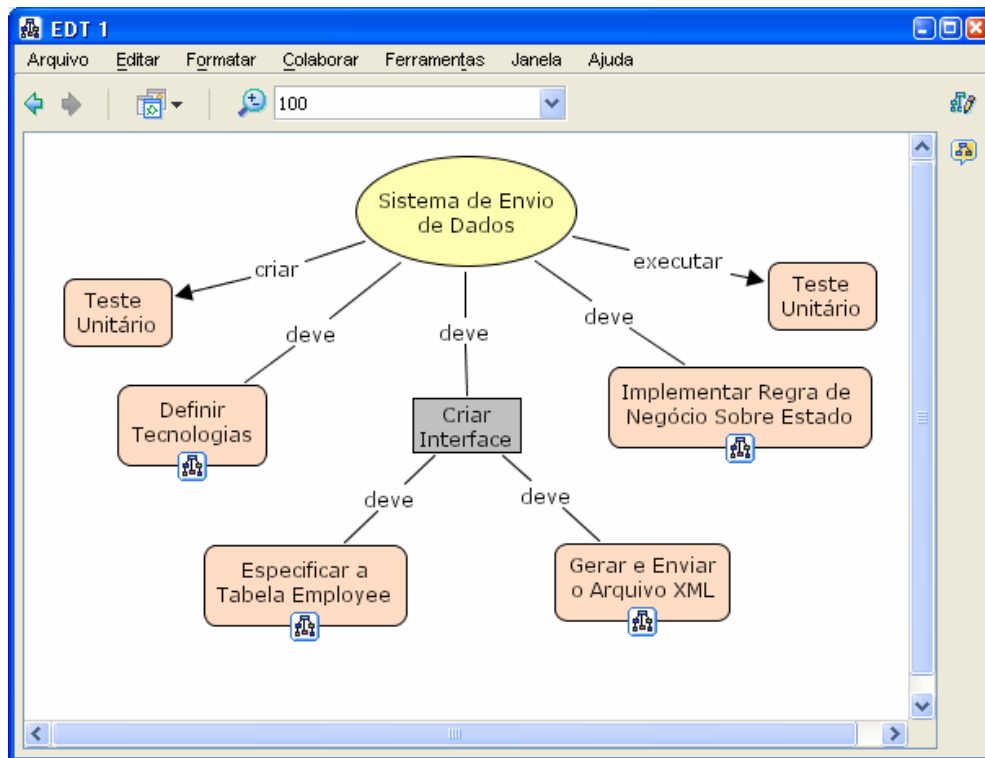 EDT 1
Arquivo Editar Formatar Colaborar Ferramentas Janela Ajuda
100
Sistema de Envio
de Dados
criar
executar
Teste
Unitário
Teste
Unitário
deve
deve
deve
Definir
Tecnologias
Criar
Interface
Implementar Regra de
Negócio Sobre Estado
deve
deve
Especificar a
Tabela Employee
Gerar e Enviar
o Arquivo XML